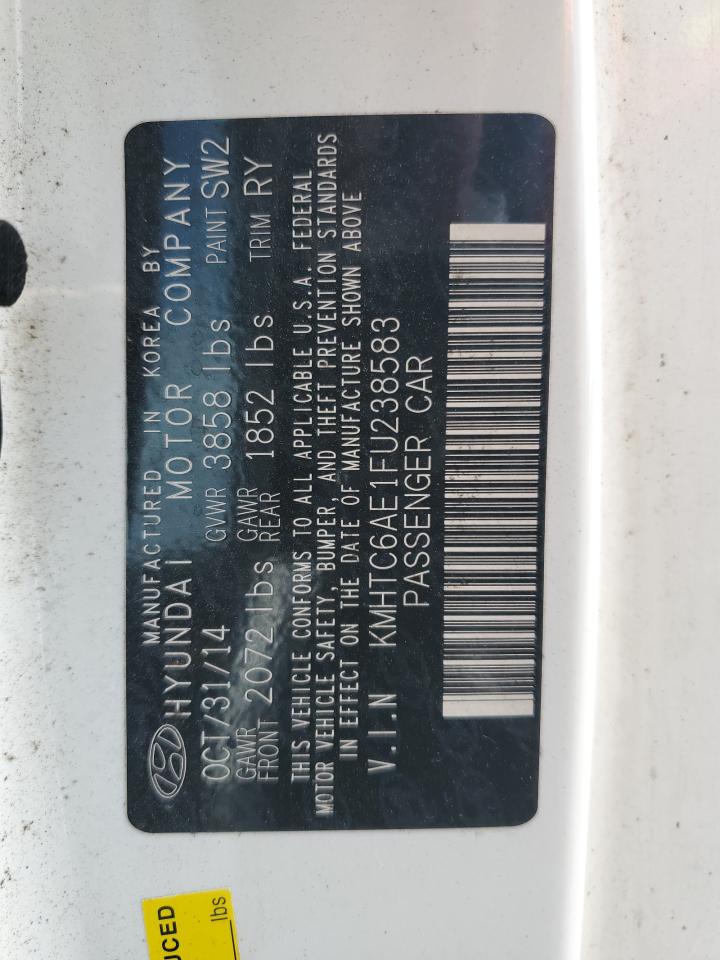 MANUFACTURED IN KOREA BY
HYUNDAI MOTOR COMPANY
OCT/31/14 GVWR 3858 lbs PAINT SW2
GAWR FRONT 2072 lbs GAWR REAR 1852 lbs TRIM RY
THIS VEHICLE CONFORMS TO ALL APPLICABLE U.S.A. FEDERAL
MOTOR VEHICLE SAFETY, BUMPER, AND THEFT PREVENTION STANDARDS
IN EFFECT ON THE DATE OF MANUFACTURE SHOWN ABOVE
V.I.N KMHTC6AE1FU238583
PASSENGER CAR
UCED
lbs